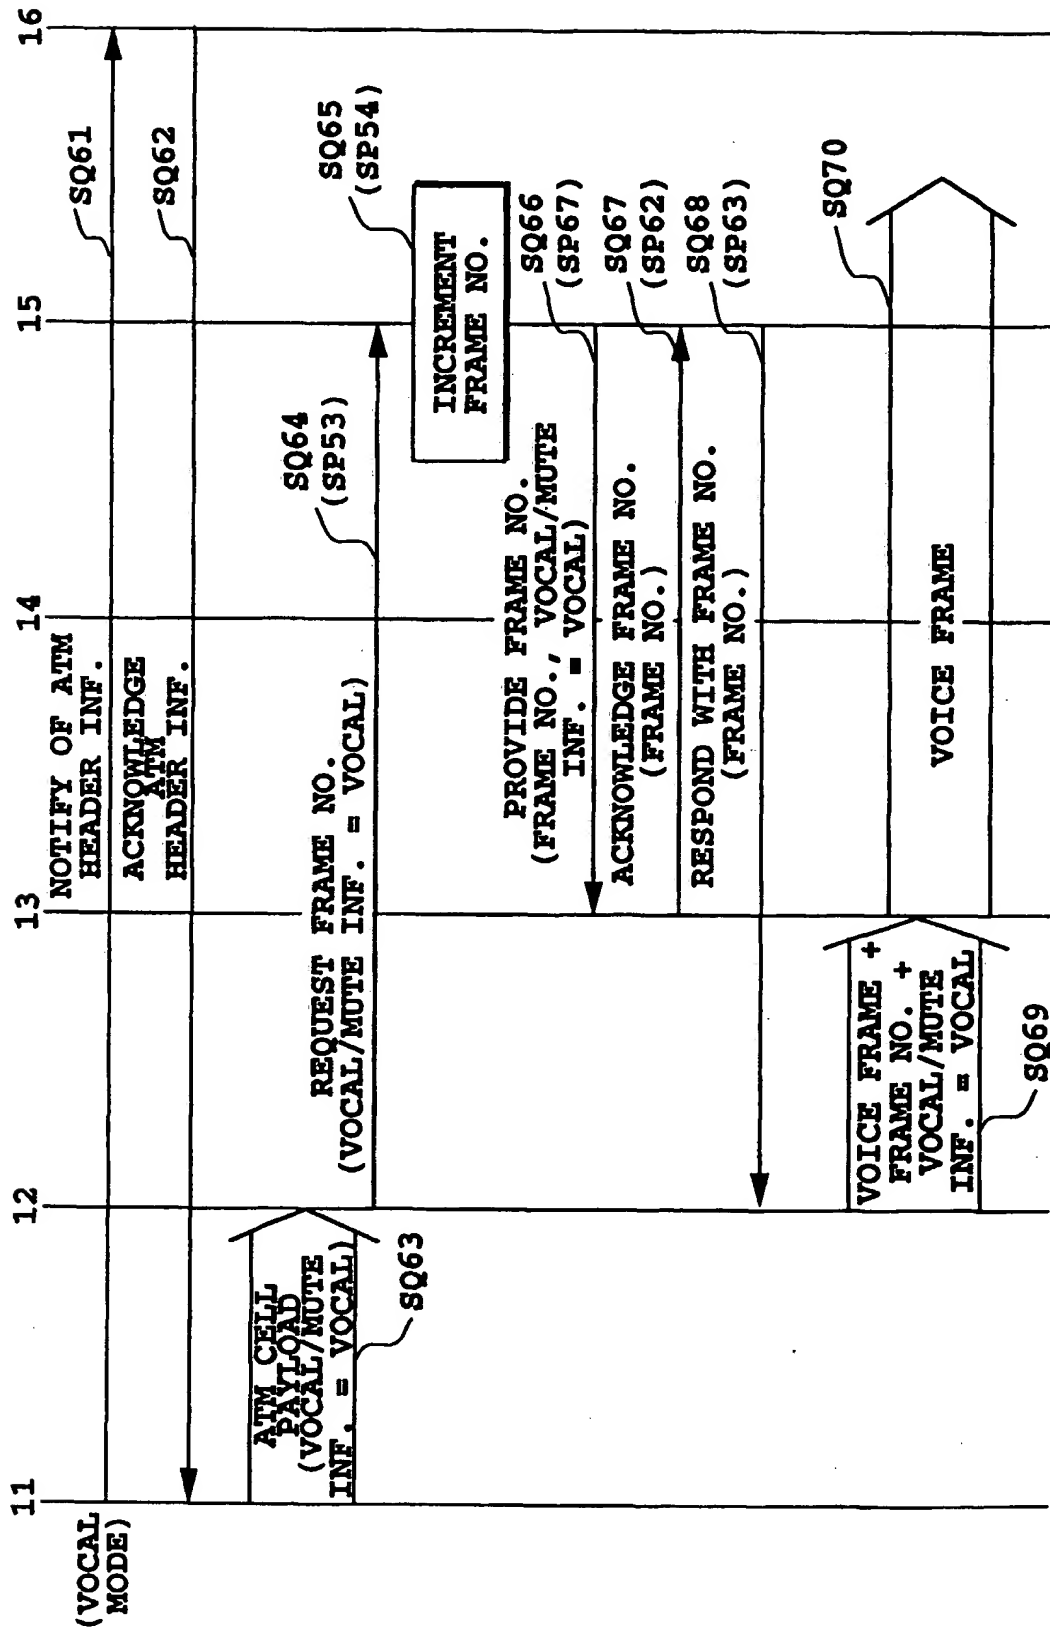 11
12
13
14
15
16
(VOCAL
MODE)
NOTIFY OF ATM
HEADER INF.
SQ61
ACKNOWLEDGE
ATM
HEADER INF.
SQ62
ATM CELL
PAYLOAD
(VOCAL/MUTE
INF. = VOCAL)
SQ63
REQUEST FRAME NO.
(VOCAL/MUTE INF. = VOCAL)
SQ64
(SP53)
INCREMENT
FRAME NO.
SQ65
(SP54)
PROVIDE FRAME NO.
(FRAME NO., VOCAL/MUTE
INF. = VOCAL)
SQ66
(SP67)
ACKNOWLEDGE FRAME NO.
(FRAME NO.)
SQ67
(SP62)
RESPOND WITH FRAME NO.
(FRAME NO.)
SQ68
(SP63)
VOICE FRAME +
FRAME NO. +
VOCAL/MUTE
INF. = VOCAL
SQ69
VOICE FRAME
SQ70